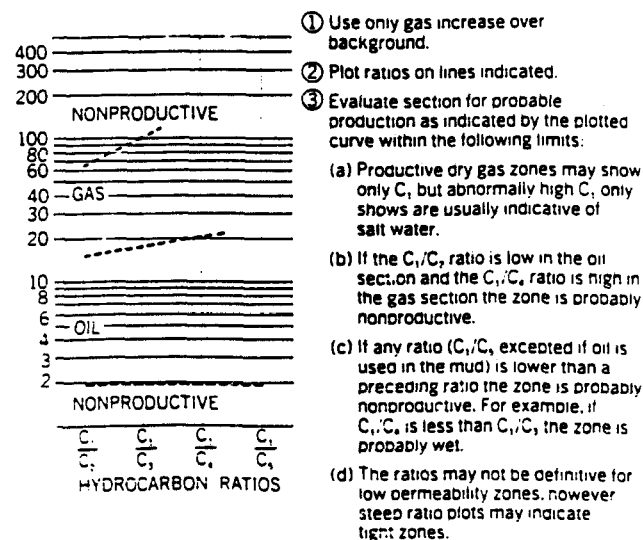 400
300
200
NONPRODUCTIVE
100
80
60
40
GAS
30
20
10
8
6
OIL
4
3
2
NONPRODUCTIVE
C₁/C₂ C₁/C₃ C₁/C₄ C₁/C₅
HYDROCARBON RATIOS
① Use only gas increase over
background.
② Plot ratios on lines indicated.
③ Evaluate section for probable
production as indicated by the plotted
curve within the following limits:
(a) Productive dry gas zones may show
only C₁ but abnormally high C₁ only
shows are usually indicative of
salt water.
(b) If the C₁/C₂ ratio is low in the oil
section and the C₁/C₄ ratio is high in
the gas section the zone is probably
nonproductive.
(c) If any ratio (C₁/C₅ excepted if oil is
used in the mud) is lower than a
preceding ratio the zone is probably
nonproductive. For example, if
C₁/C₄ is less than C₁/C₃ the zone is
probably wet.
(d) The ratios may not be definitive for
low permeability zones, however
steep ratio plots may indicate
tight zones.